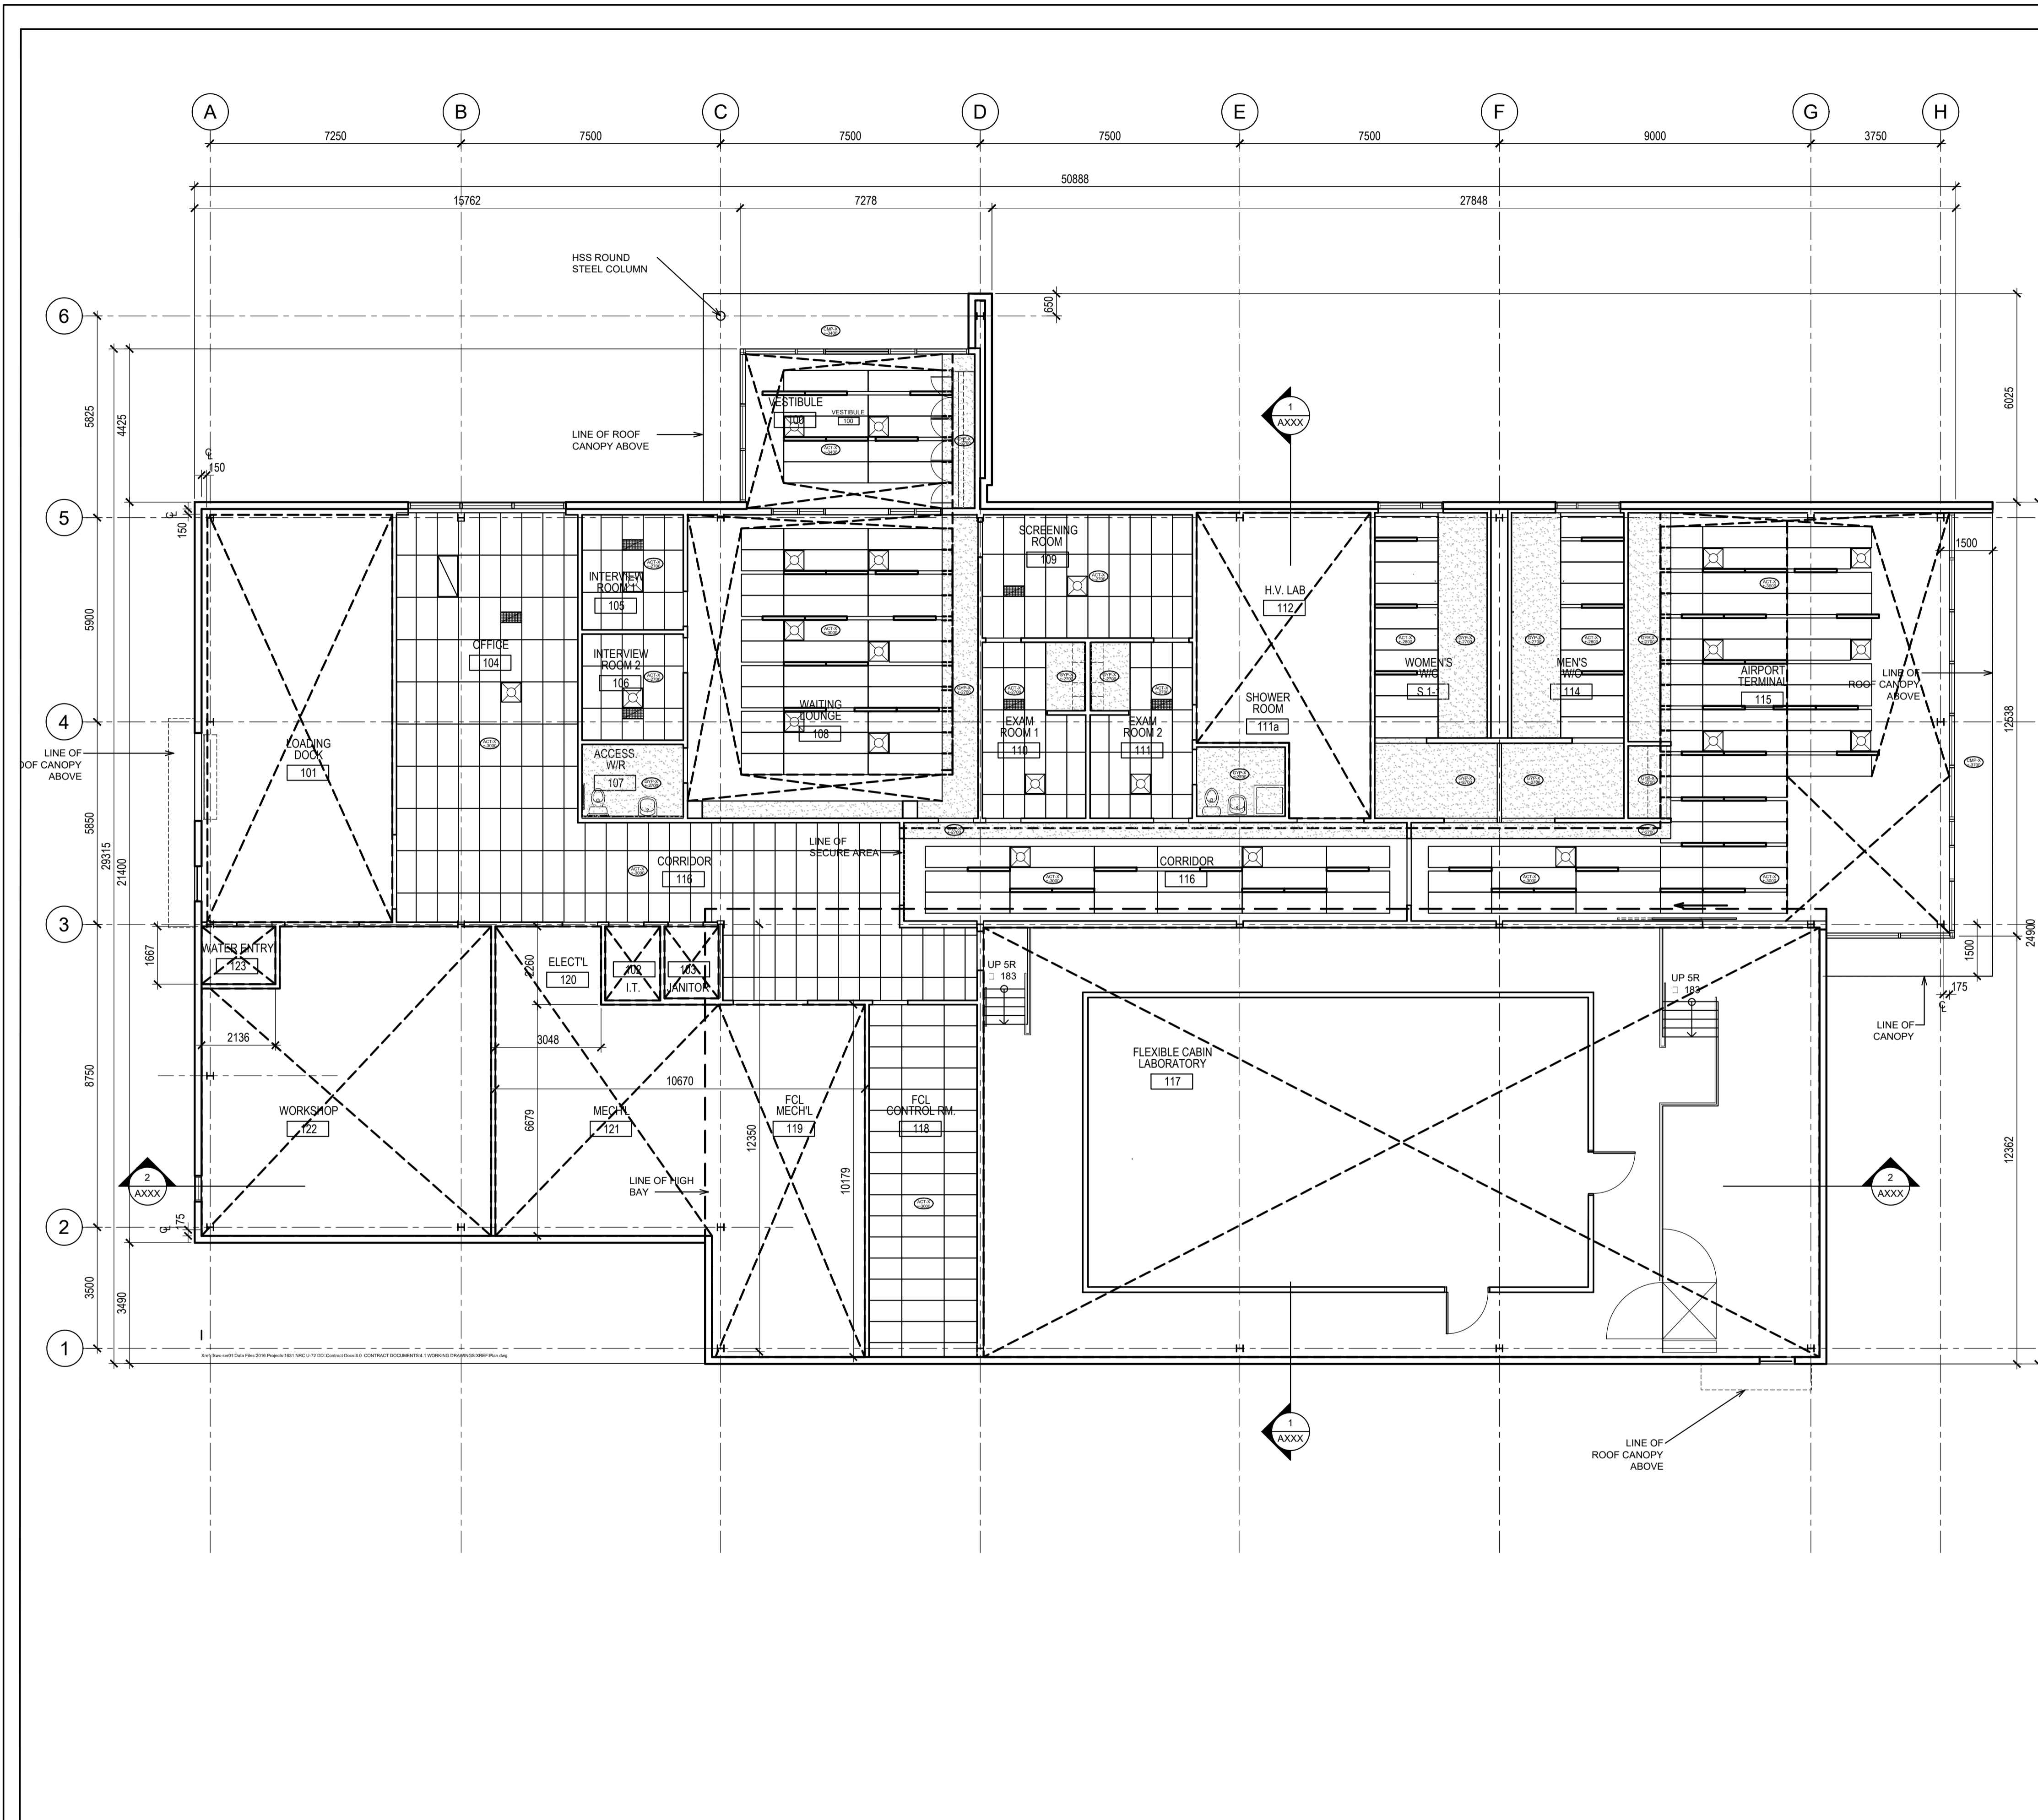 A
B
C
D
E
F
G
H
7250
7500
7500
7500
7500
9000
3750
50888
15762
7278
27848
HSS ROUND
STEEL COLUMN
6
650
5825
4425
6025
VESTIBULE
100
VESTIBULE
100
1
AXXX
LINE OF ROOF
CANOPY ABOVE
150
5
150
SCREENING
ROOM
109
1500
INTERVIEW
ROOM 1
105
H.V. LAB
112
5900
OFFICE
104
INTERVIEW
ROOM 2
106
WOMEN'S
W/C
S.1-1
MEN'S
W/C
114
AIRPORT
TERMINAL
115
LINE OF
ROOF CANOPY
ABOVE
WAITING
LOUNGE
108
SHOWER
ROOM
111a
12538
4
EXAM
ROOM 1
110
EXAM
ROOM 2
111
LOADING
DOCK
101
LINE OF
OOF CANOPY
ABOVE
ACCESS.
W/R
107
5850
29315
21400
LINE OF
SECURE AREA
CORRIDOR
116
CORRIDOR
116
3
24900
1667
WATER ENTRY
123
2260
ELECT'L
120
102
I.T.
103
JANITOR
UP 5R
183
UP 5R
183
1500
175
LINE OF
CANOPY
2136
3048
FLEXIBLE CABIN
LABORATORY
117
8750
10670
WORKSHOP
122
6679
MECH'L
121
FCL
MECH'L
119
FCL
CONTROL RM.
118
12350
10179
12362
2
AXXX
LINE OF HIGH
BAY
2
AXXX
2
175
3500
3490
1
1
AXXX
LINE OF
ROOF CANOPY
ABOVE